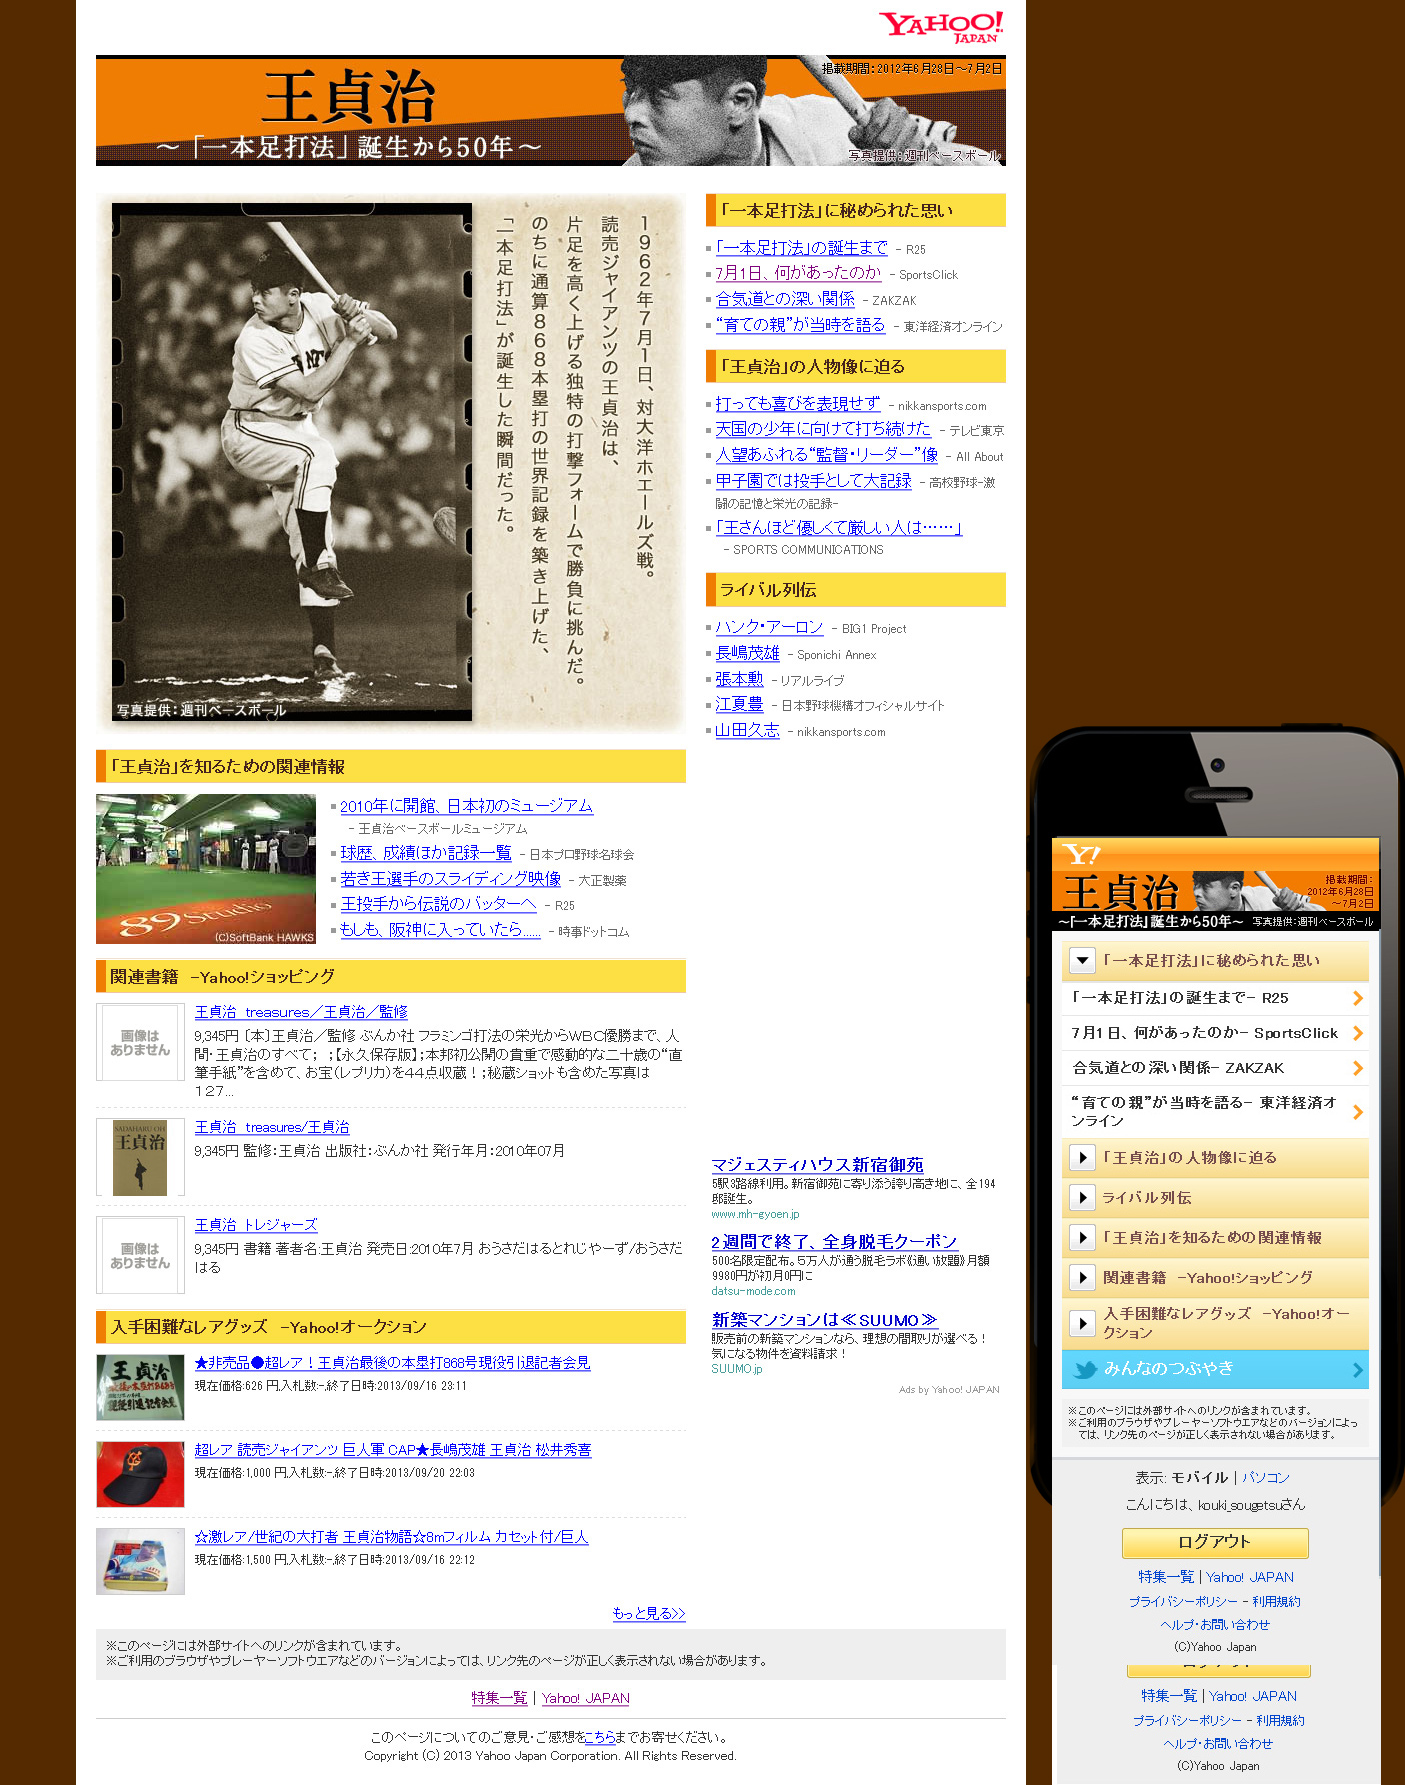 YAHOO!
JAPAN
掲載期間：2012年6月28日～7月2日
王貞治
～「一本足打法」誕生から50年～
写真提供：週刊ベースボール
1962年7月1日、対大洋ホエールズ戦。
読売ジャイアンツの王貞治は、
片足を高く上げる独特の打撃フォームで勝負に挑んだ。
のちに通算868本塁打の世界記録を築き上げた、
「一本足打法」が誕生した瞬間だった。
写真提供：週刊ベースボール
「一本足打法」に秘められた思い
「一本足打法」の誕生まで - R25
7月1日、何があったのか - SportsClick
合気道との深い関係 - ZAKZAK
“育ての親”が当時を語る - 東洋経済オンライン
「王貞治」の人物像に迫る
打っても喜びを表現せず - nikkansports.com
天国の少年に向けて打ち続けた - テレビ東京
人望あふれる“監督・リーダー”像 - All About
甲子園では投手として大記録 - 高校野球-激
闘の記憶と栄光の記録-
「王さんほど優しくて厳しい人は……」
- SPORTS COMMUNICATIONS
ライバル列伝
ハンク・アーロン - BIG1 Project
長嶋茂雄 - Sponichi Annex
張本勲 - リアルライブ
江夏豊 - 日本野球機構オフィシャルサイト
山田久志 - nikkansports.com
「王貞治」を知るための関連情報
89 Studio
(C)SoftBank HAWKS
2010年に開館、日本初のミュージアム
- 王貞治ベースボールミュージアム
球歴、成績ほか記録一覧 - 日本プロ野球名球会
若き王選手のスライディング映像 - 大正製薬
王投手から伝説のバッターへ - R25
もしも、阪神に入っていたら...... - 時事ドットコム
関連書籍 -Yahoo!ショッピング
画像は
ありません
王貞治 treasures／王貞治／監修
9,345円 〔本〕王貞治／監修 ぶんか社 フラミンゴ打法の栄光からWBC優勝まで、人
間・王貞治のすべて； ；【永久保存版】；本邦初公開の貴重で感動的な二十歳の“直
筆手紙”を含めて、お宝（レプリカ）を４４点収蔵！；秘蔵ショットも含めた写真は
１２７...
SADAHARU OH
王貞治
王貞治 treasures/王貞治
9,345円 監修：王貞治 出版社：ぶんか社 発行年月：2010年07月
画像は
ありません
王貞治 トレジャーズ
9,345円 書籍 著者名:王貞治 発売日:2010年7月 おうさだはるとれじやーず/おうさだ
はる
入手困難なレアグッズ -Yahoo!オークション
★非売品●超レア！王貞治最後の本塁打868号現役引退記者会見
現在価格:626 円,入札数:-,終了日時:2013/09/16 23:11
超レア 読売ジャイアンツ 巨人軍 CAP★長嶋茂雄 王貞治 松井秀喜
現在価格:1,000 円,入札数:-,終了日時:2013/09/20 22:03
☆激レア/世紀の大打者 王貞治物語☆8mフィルム カセット付/巨人
現在価格:1,500 円,入札数:-,終了日時:2013/09/16 22:12
もっと見る>>
マジェスティハウス新宿御苑
5駅3路線利用。新宿御苑に寄り添う誇り高き地に、全194
邸誕生。
www.mh-gyoen.jp
2週間で終了、全身脱毛クーポン
500名限定配布。5万人が通う脱毛ラボ《通い放題》月額
9980円が初月0円に
datsu-mode.com
新築マンションは≪SUUMO≫
販売前の新築マンションなら、理想の間取りが選べる！
気になる物件を資料請求！
SUUMO.jp
Ads by Yahoo! JAPAN
※このページには外部サイトへのリンクが含まれています。
※ご利用のブラウザやプレーヤーソフトウエアなどのバージョンによっては、リンク先のページが正しく表示されない場合があります。
特集一覧 | Yahoo! JAPAN
このページについてのご意見・ご感想をこちらまでお寄せください。
Copyright (C) 2013 Yahoo Japan Corporation. All Rights Reserved.
Y!
王貞治
掲載期間：
2012年6月28日
～7月2日
～「一本足打法」誕生から50年～ 写真提供：週刊ベースボール
「一本足打法」に秘められた思い
「一本足打法」の誕生まで- R25
7月1日、何があったのか- SportsClick
合気道との深い関係- ZAKZAK
“育ての親”が当時を語る- 東洋経済オ
ンライン
「王貞治」の人物像に迫る
ライバル列伝
「王貞治」を知るための関連情報
関連書籍 -Yahoo!ショッピング
入手困難なレアグッズ -Yahoo!オー
クション
みんなのつぶやき
※このページには外部サイトへのリンクが含まれています。
※ご利用のブラウザやプレーヤーソフトウエアなどのバージョンによっ
ては、リンク先のページが正しく表示されない場合があります。
表示: モバイル | パソコン
こんにちは、kouki_sougetsuさん
ログアウト
特集一覧 | Yahoo! JAPAN
プライバシーポリシー - 利用規約
ヘルプ・お問い合わせ
(C)Yahoo Japan
ログアウト
特集一覧 | Yahoo! JAPAN
プライバシーポリシー - 利用規約
ヘルプ・お問い合わせ
(C)Yahoo Japan